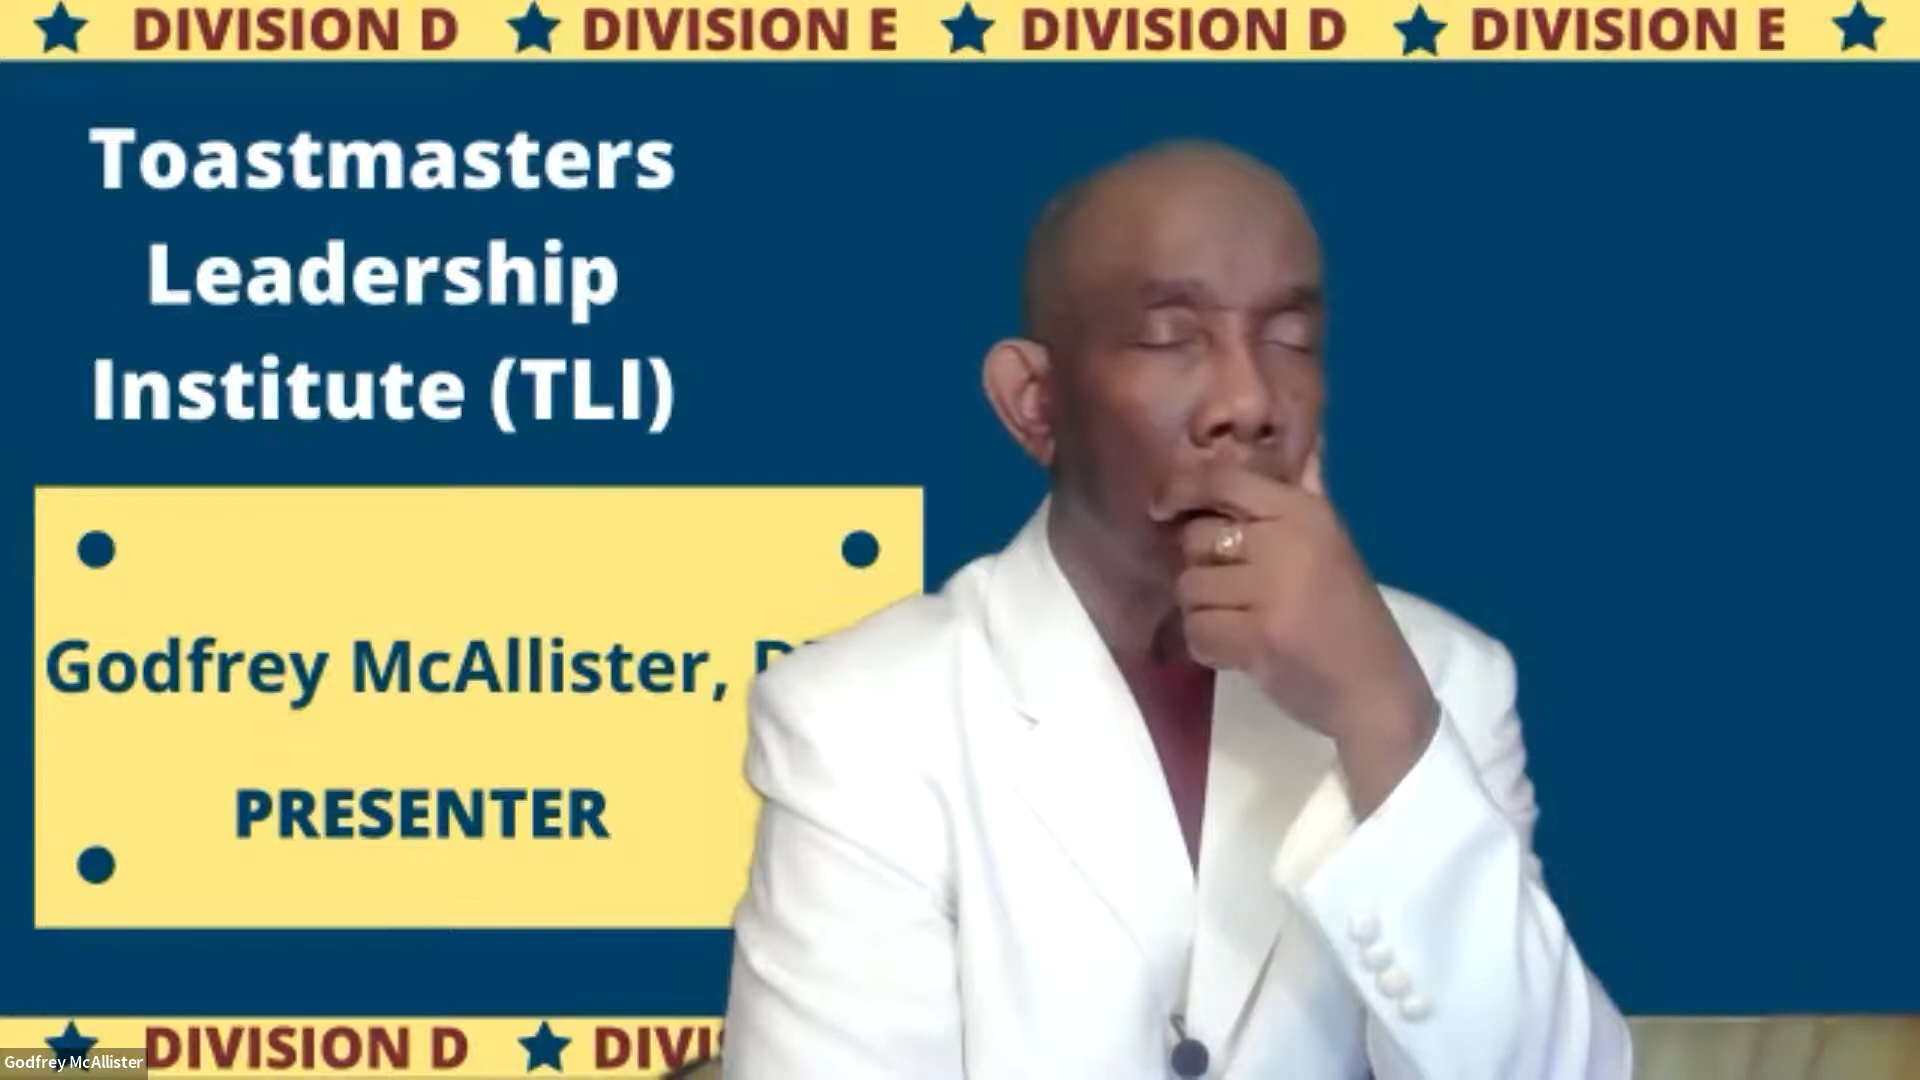 DIVISION D DIVISION E DIVISION D DIVISION E
Toastmasters
Leadership
Institute (TLI)
Godfrey McAllister,
PRESENTER
DIVISION D
Godfrey McAllister